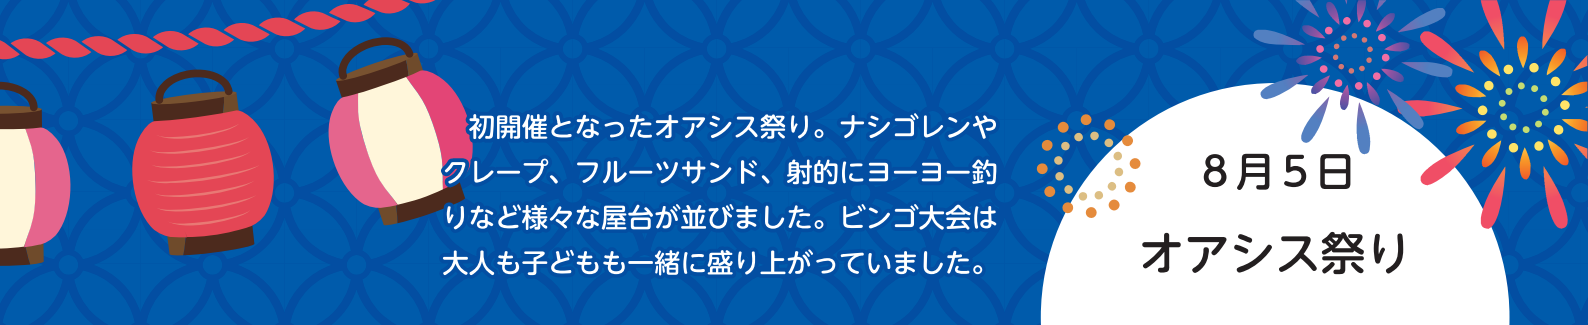 初開催となったオアシス祭り。ナシゴレンや
クレープ、フルーツサンド、射的にヨーヨー釣
りなど様々な屋台が並びました。ビンゴ大会は
大人も子どもも一緒に盛り上がっていました。
８月５日
オアシス祭り